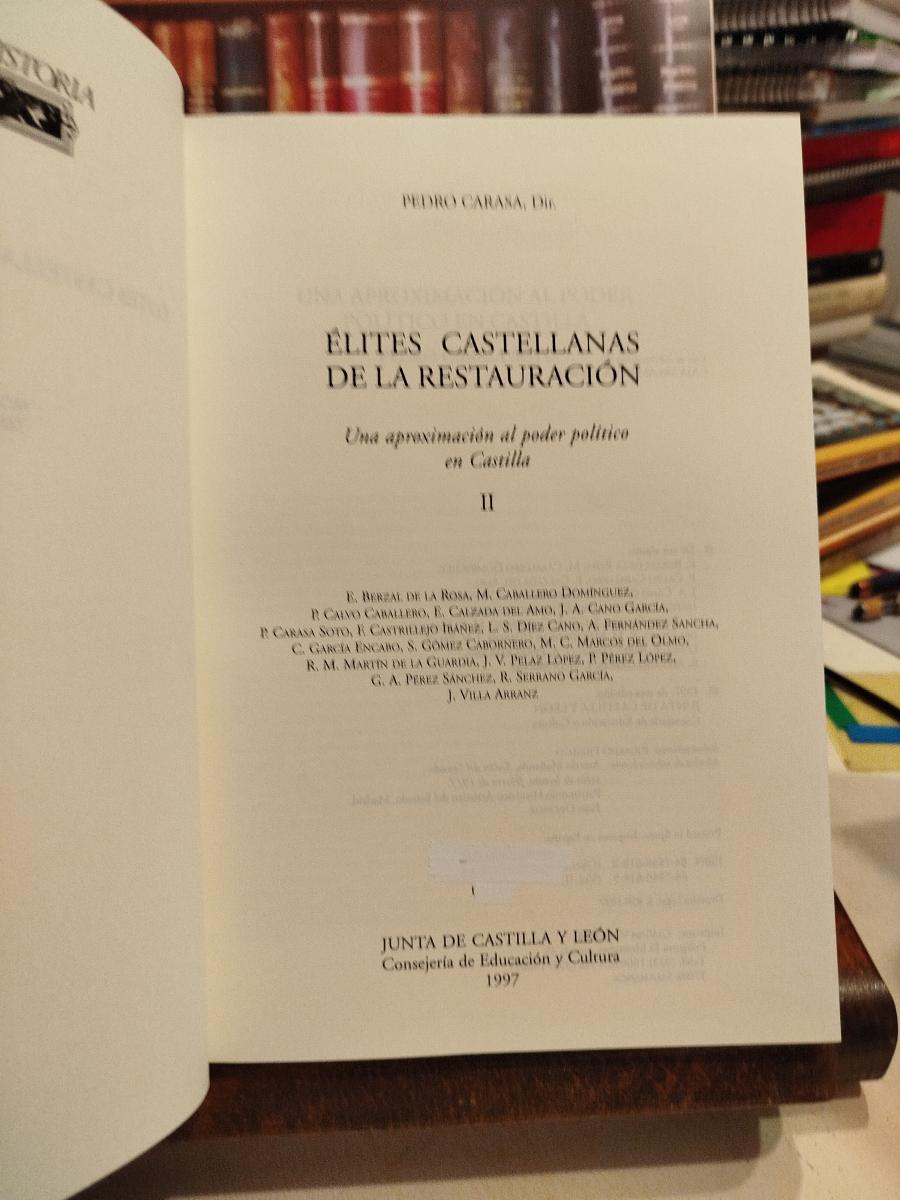 PEDRO CARASA, Dir.
ÉLITES CASTELLANAS
DE LA RESTAURACIÓN
Una aproximación al poder político
en Castilla
II
E. BERZAL DE LA ROSA, M. CABALLERO DOMÍNGUEZ,
P. CALVO CABALLERO, E. CALZADA DEL AMO, J. A. CANO GARCÍA,
P. CARASA SOTO, F. CASTRILLEJO IBÁÑEZ, L. S. DÍEZ CANO, A. FERNÁNDEZ SANCHA,
C. GARCÍA ENCABO, S. GÓMEZ CABORNERO, M. C. MARCOS DEL OLMO,
R. M. MARTÍN DE LA GUARDIA, J. V. PELAZ LÓPEZ, P. PÉREZ LÓPEZ,
G. A. PÉREZ SÁNCHEZ, R. SERRANO GARCÍA,
J. VILLA ARRANZ
JUNTA DE CASTILLA Y LEÓN
Consejería de Educación y Cultura
1997